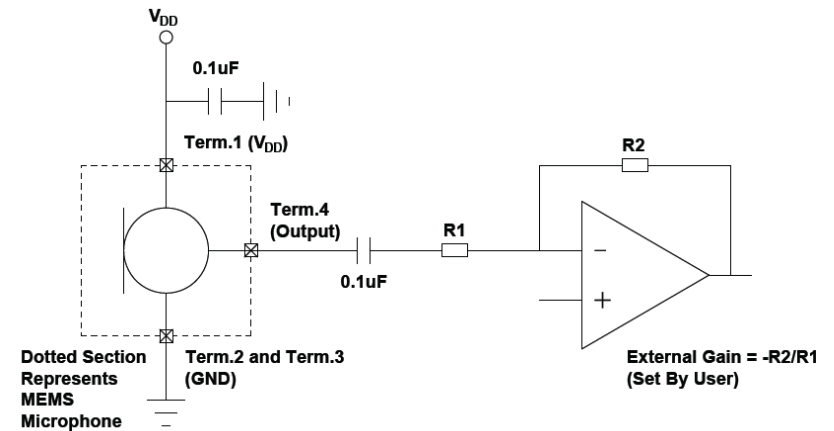 VDD
0.1uF
Term.1 (VDD)
R2
Term.4
(Output)
R1
0.1uF
−
+
Dotted Section
Represents
MEMS
Microphone
Term.2 and Term.3
(GND)
External Gain = -R2/R1
(Set By User)